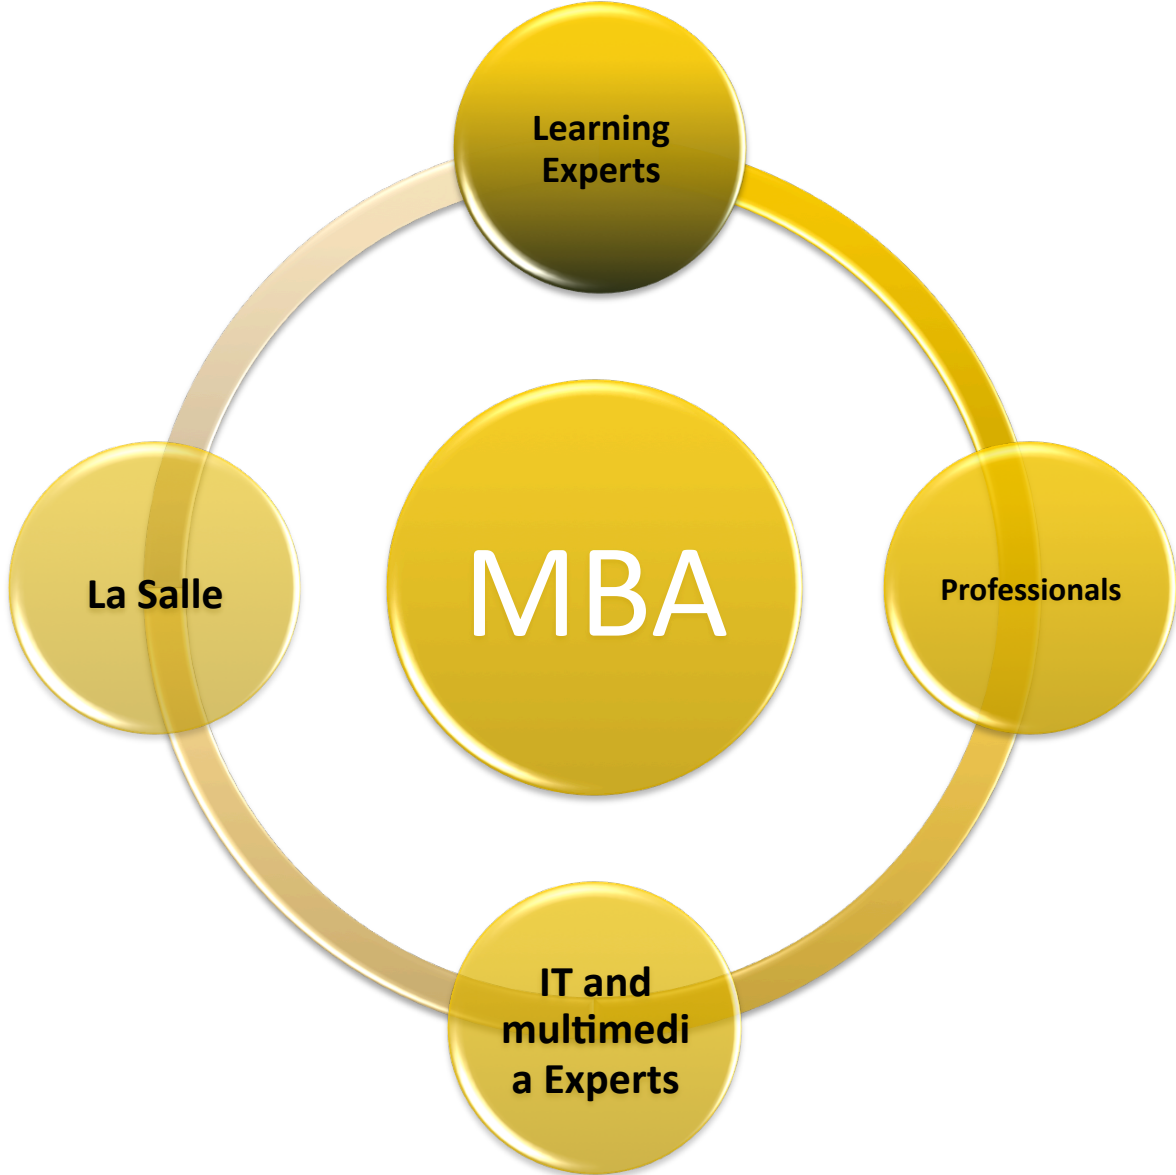 Learning
Experts
La Salle
MBA
Professionals
IT and
multimedi
a Experts